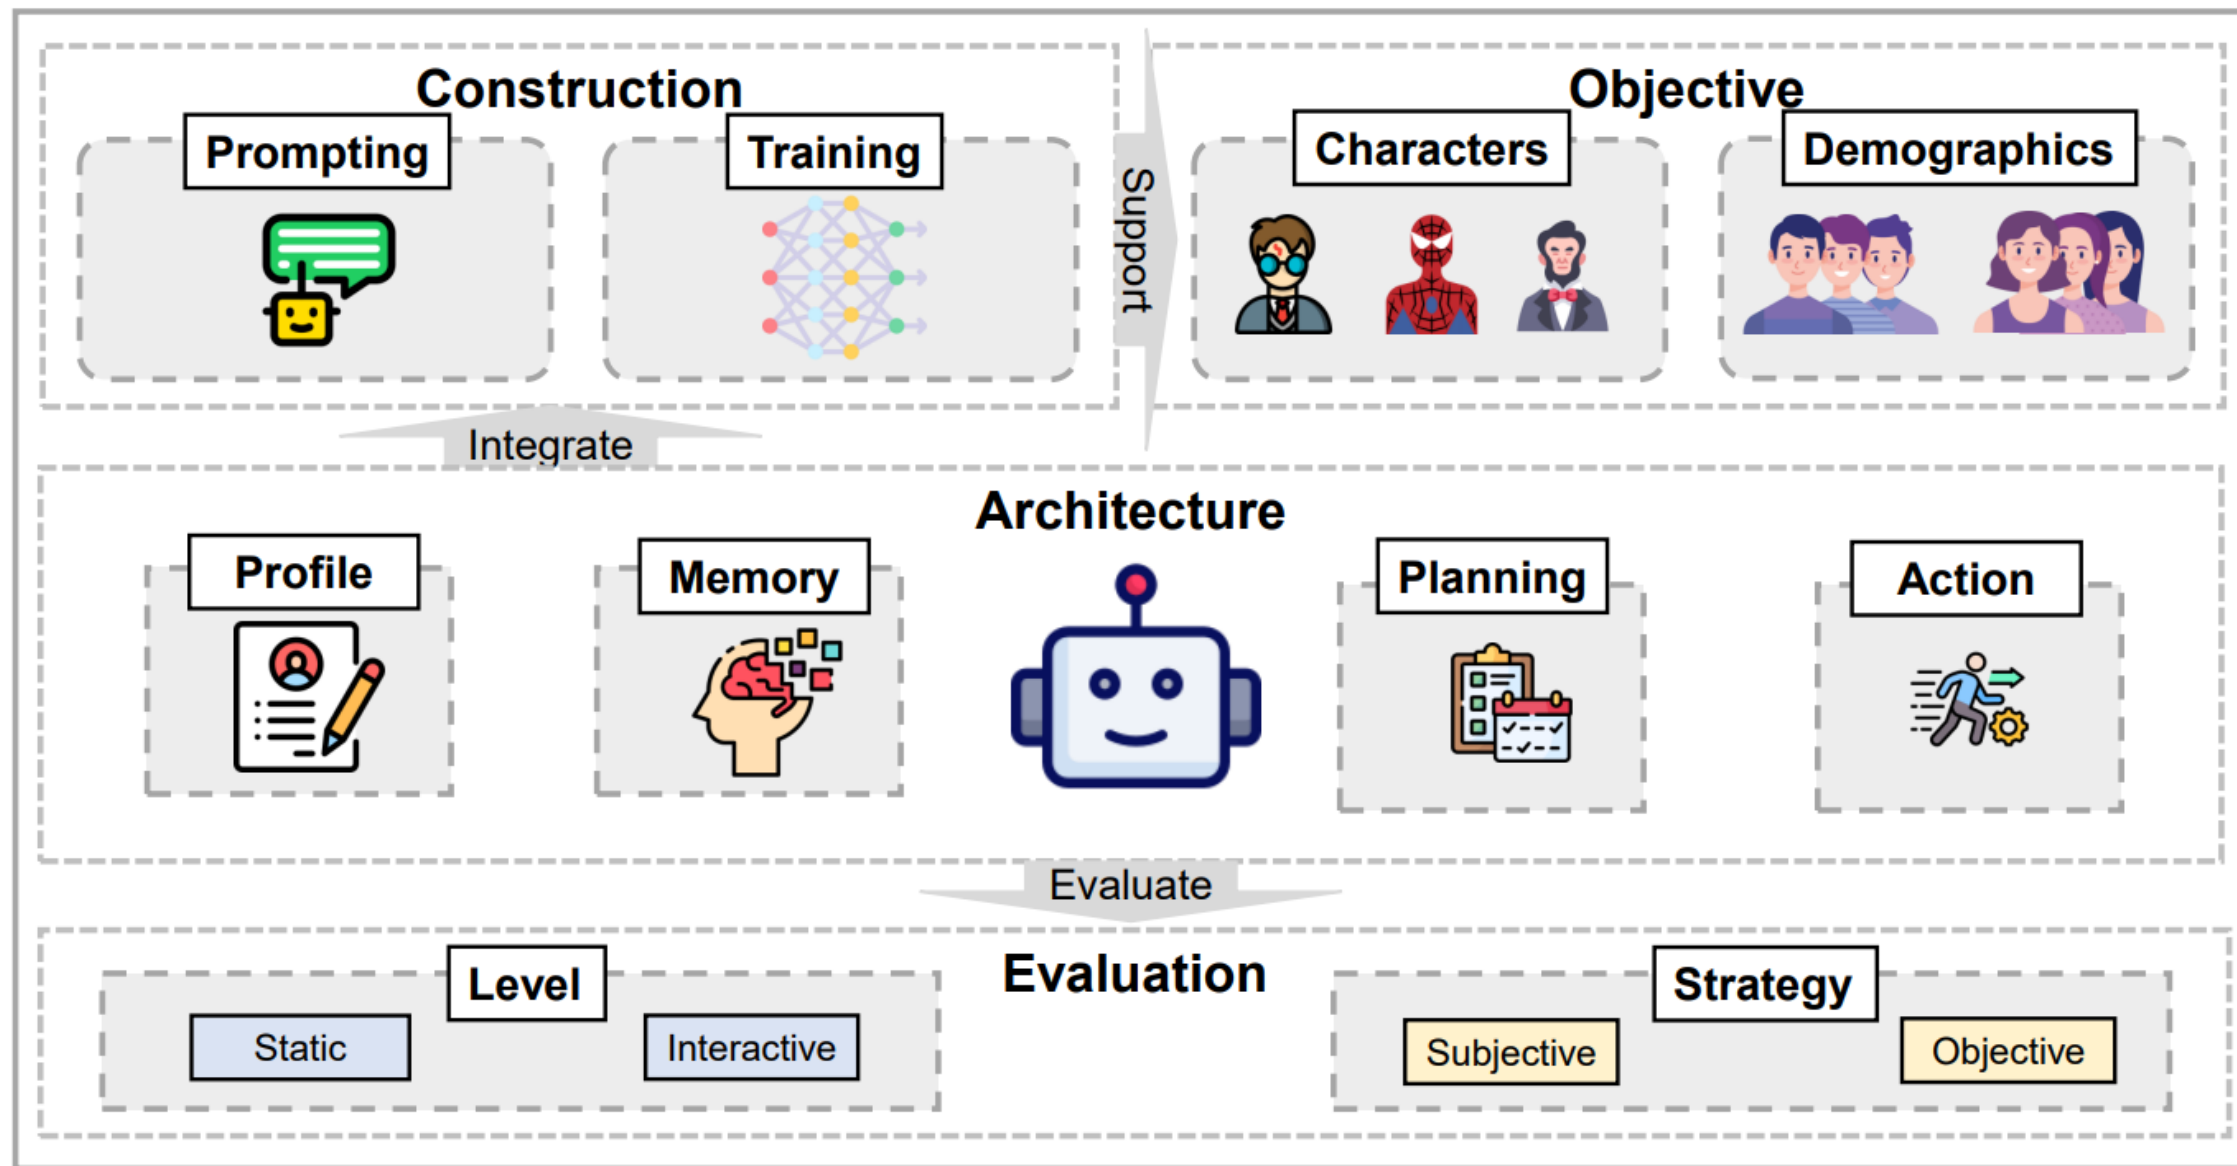 Construction
Prompting
Training
Support
Objective
Characters
Demographics
Integrate
Architecture
Profile
Memory
Planning
Action
Evaluate
Evaluation
Level
Static
Interactive
Strategy
Subjective
Objective